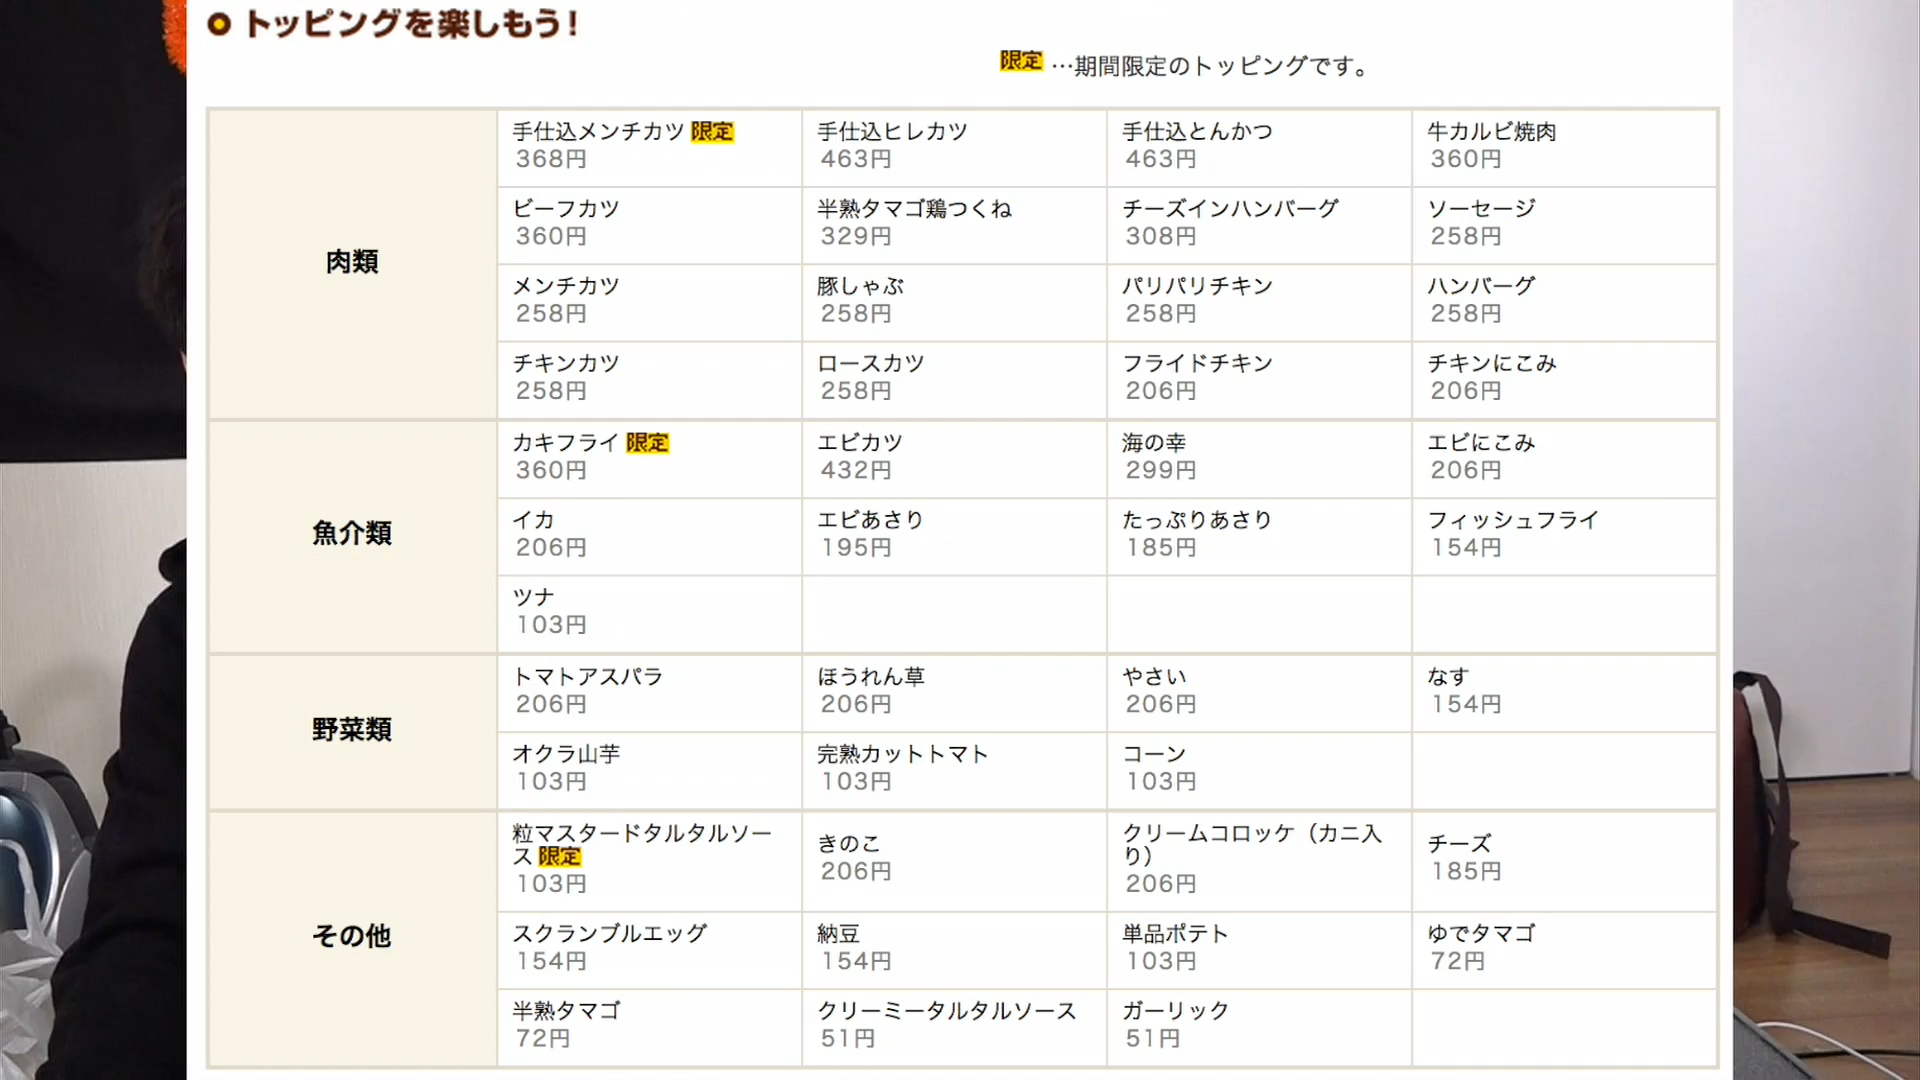 トッピングを楽しもう！
限定 …期間限定のトッピングです。
肉類
手仕込メンチカツ 限定
368円
手仕込ヒレカツ
463円
手仕込とんかつ
463円
牛カルビ焼肉
360円
ビーフカツ
360円
半熟タマゴ鶏つくね
329円
チーズインハンバーグ
308円
ソーセージ
258円
メンチカツ
258円
豚しゃぶ
258円
パリパリチキン
258円
ハンバーグ
258円
チキンカツ
258円
ロースカツ
258円
フライドチキン
206円
チキンにこみ
206円
魚介類
カキフライ 限定
360円
エビカツ
432円
海の幸
299円
エビにこみ
206円
イカ
206円
エビあさり
195円
たっぷりあさり
185円
フィッシュフライ
154円
ツナ
103円
野菜類
トマトアスパラ
206円
ほうれん草
206円
やさい
206円
なす
154円
オクラ山芋
103円
完熟カットトマト
103円
コーン
103円
その他
粒マスタードタルタルソー
ス 限定
103円
きのこ
206円
クリームコロッケ（カニ入
り）
206円
チーズ
185円
スクランブルエッグ
154円
納豆
154円
単品ポテト
103円
ゆでタマゴ
72円
半熟タマゴ
72円
クリーミータルタルソース
51円
ガーリック
51円